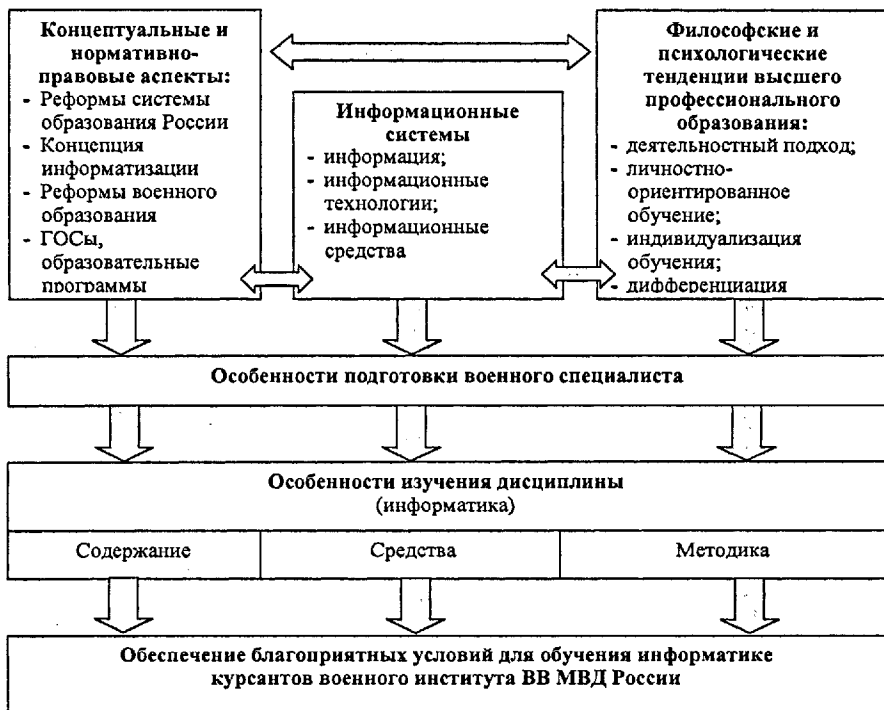 Концептуальные и
нормативно-
правовые аспекты:
- Реформы системы
образования России
- Концепция
информатизации
- Реформы военного
образования
- ГОСы,
образовательные
программы
Информационные
системы
- информация;
- информационные
технологии;
- информационные
средства
Философские и
психологические
тенденции высшего
профессионального
образования:
- деятельностный подход;
- личностно-
ориентированное
обучение;
- индивидуализация
обучения;
- дифференциация
Особенности подготовки военного специалиста
Особенности изучения дисциплины
(информатика)
Содержание
Средства
Методика
Обеспечение благоприятных условий для обучения информатике
курсантов военного института ВВ МВД России